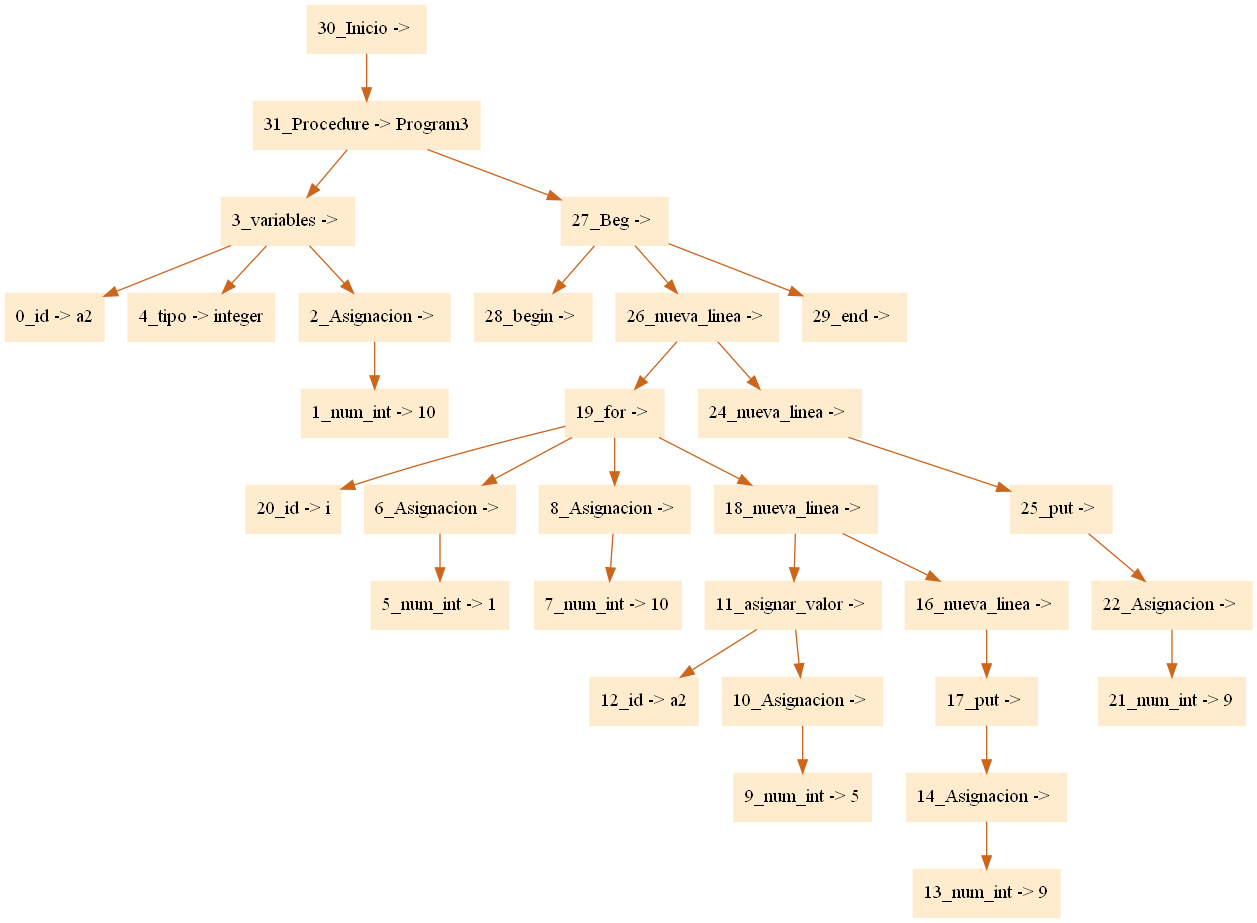 30_Inicio ->
31_Procedure -> Program3
3_variables ->
27_Beg ->
0_id -> a2
4_tipo -> integer
2_Asignacion ->
28_begin ->
26_nueva_linea ->
29_end ->
1_num_int -> 10
19_for ->
24_nueva_linea ->
20_id -> i
6_Asignacion ->
8_Asignacion ->
18_nueva_linea ->
25_put ->
5_num_int -> 1
7_num_int -> 10
11_asignar_valor ->
16_nueva_linea ->
22_Asignacion ->
12_id -> a2
10_Asignacion ->
17_put ->
21_num_int -> 9
9_num_int -> 5
14_Asignacion ->
13_num_int -> 9